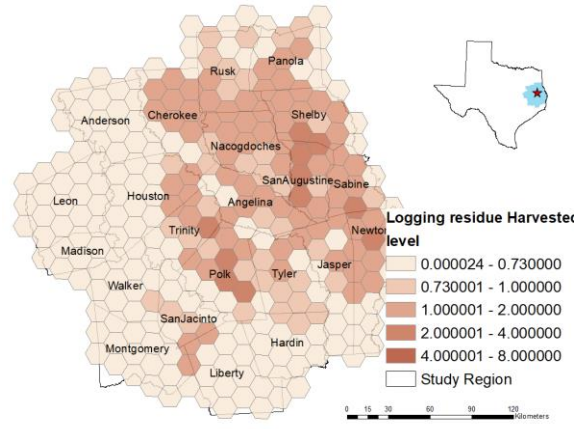 Panola
Rusk
Cherokee
Shelby
Anderson
Nacogdoches
SanAugustine
Sabine
Leon
Houston
Angelina
Trinity
Newton
Madison
Polk
Tyler
Jasper
Walker
SanJacinto
Montgomery
Hardin
Liberty
Logging residue Harvested
level
0.000024 - 0.730000
0.730001 - 1.000000
1.000001 - 2.000000
2.000001 - 4.000000
4.000001 - 8.000000
Study Region
0 15 30 60 90 120
Kilometers